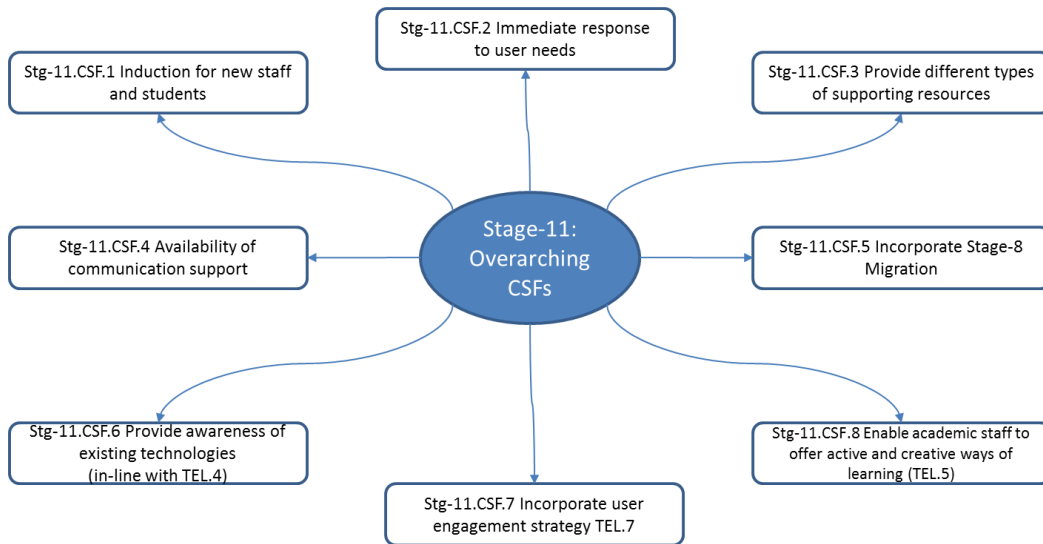 Stg-11.CSF.2 Immediate response
to user needs
Stg-11.CSF.1 Induction for new staff
and students
Stg-11.CSF.3 Provide different types
of supporting resources
Stage-11:
Overarching
CSFs
Stg-11.CSF.4 Availability of
communication support
Stg-11.CSF.5 Incorporate Stage-8
Migration
Stg-11.CSF.6 Provide awareness of
existing technologies
(in-line with TEL.4)
Stg-11.CSF.7 Incorporate user
engagement strategy TEL.7
Stg-11.CSF.8 Enable academic staff to
offer active and creative ways of
learning (TEL.5)